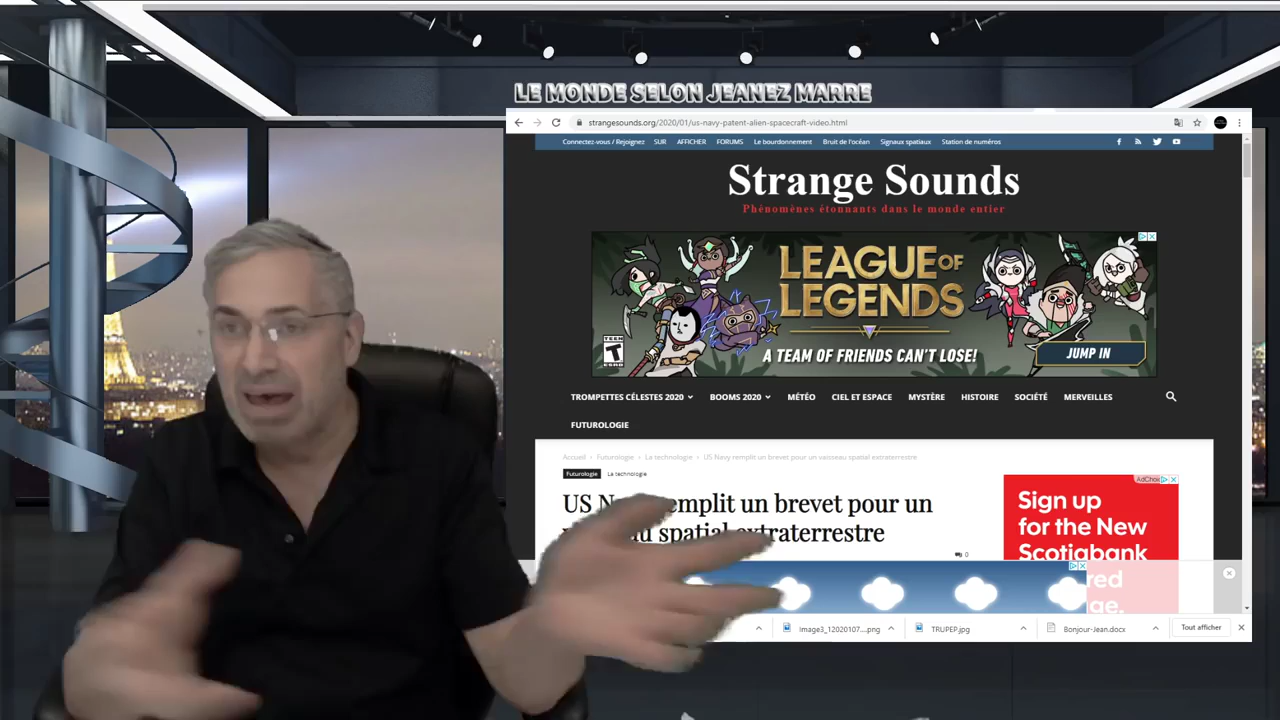 LE MONDE SELON JEANEZ MARRE
strangesounds.org/2020/01/us-navy-patent-alien-spacecraft-video.html
Connectez-vous / Rejoignez SUR AFFICHER FORUMS Le bourdonnement Bruit de l'océan Signaux spatiaux Station de numéros
Strange Sounds
Phénomènes étonnants dans le monde entier
LEAGUE OF
LEGENDS
TEEN
T
ESRB
A TEAM OF FRIENDS CAN'T LOSE!
JUMP IN
TROMPETTES CÉLESTES 2020 BOOMS 2020 MÉTÉO CIEL ET ESPACE MYSTÈRE HISTOIRE SOCIÉTÉ MERVEILLES
FUTUROLOGIE
Accueil › Futurologie › La technologie › US Navy remplit un brevet pour un vaisseau spatial extraterrestre
Futurologie La technologie
US remplit un brevet pour un
spatial extraterrestre
0
AdChoic
Sign up
for the New
Scotiabank
image3_12020107....png TRUPEP.jpg Bonjour-Jean.docx Tout afficher